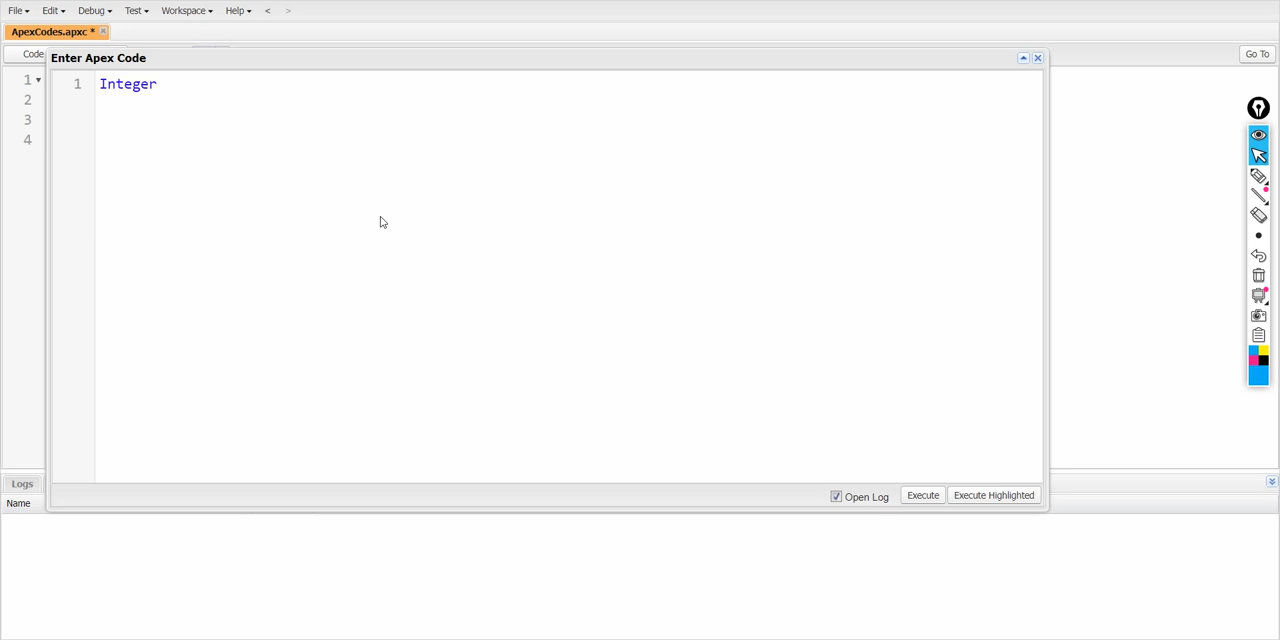 File Edit Debug Test Workspace Help < >
ApexCodes.apxc *
Code
Go To
Enter Apex Code
1
2
3
4
1 Integer
Open Log Execute Execute Highlighted
Logs
Name